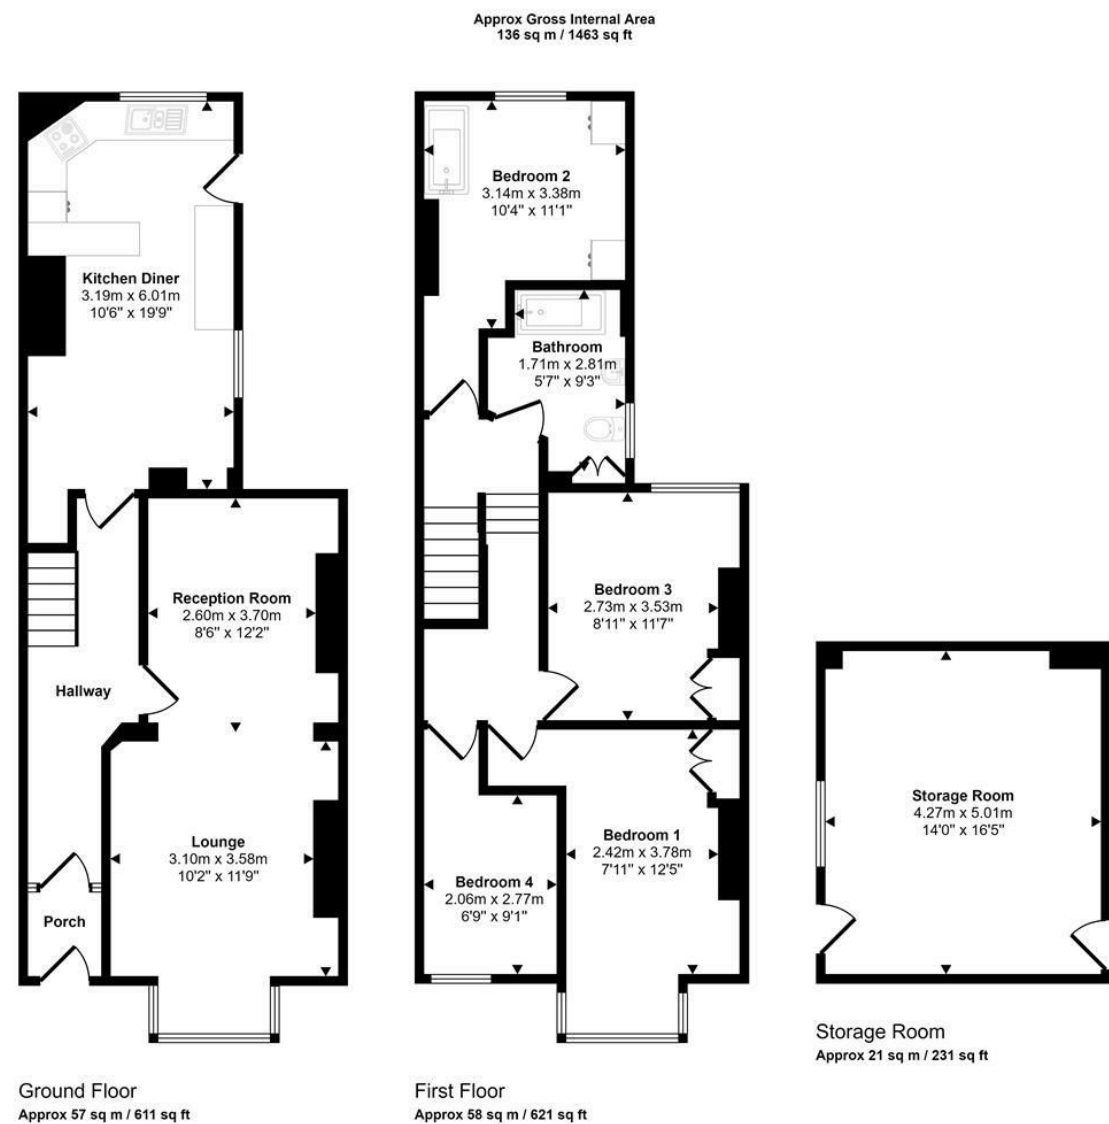 Approx Gross Internal Area
136 sq m / 1463 sq ft
Kitchen Diner
3.19m x 6.01m
10'6" x 19'9"
Reception Room
2.60m x 3.70m
8'6" x 12'2"
Hallway
Lounge
3.10m x 3.58m
10'2" x 11'9"
Porch
Ground Floor
Approx 57 sq m / 611 sq ft
Bedroom 2
3.14m x 3.38m
10'4" x 11'1"
Bathroom
1.71m x 2.81m
5'7" x 9'3"
Bedroom 3
2.73m x 3.53m
8'11" x 11'7"
Bedroom 1
2.42m x 3.78m
7'11" x 12'5"
Bedroom 4
2.06m x 2.77m
6'9" x 9'1"
First Floor
Approx 58 sq m / 621 sq ft
Storage Room
4.27m x 5.01m
14'0" x 16'5"
Storage Room
Approx 21 sq m / 231 sq ft